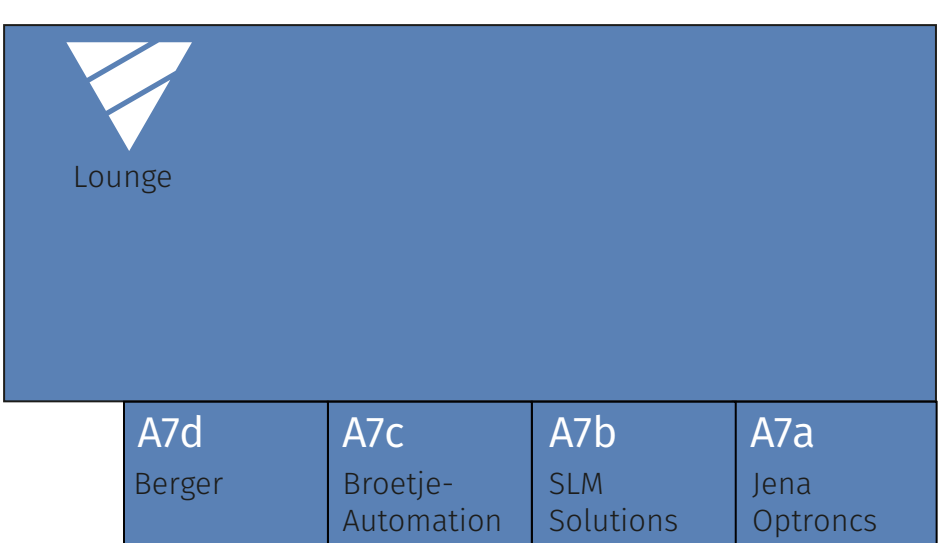 Lounge
A7d
Berger
A7c
Broetje-
Automation
A7b
SLM
Solutions
A7a
Jena
Optroncs